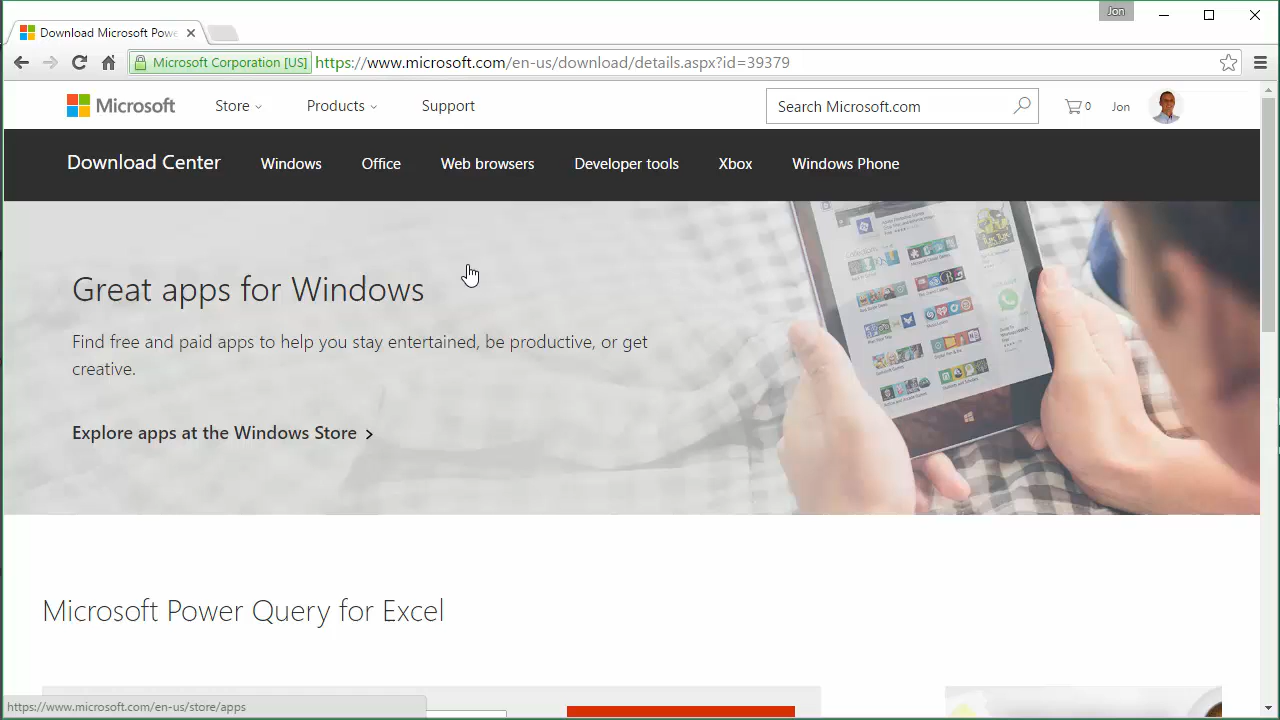 Jon
Download Microsoft Powe
Microsoft Corporation [US] https://www.microsoft.com/en-us/download/details.aspx?id=39379
Microsoft Store Products Support Search Microsoft.com 0 Jon
Download Center Windows Office Web browsers Developer tools Xbox Windows Phone
Great apps for Windows
Find free and paid apps to help you stay entertained, be productive, or get
creative.
Explore apps at the Windows Store
Microsoft Power Query for Excel
https://www.microsoft.com/en-us/store/apps